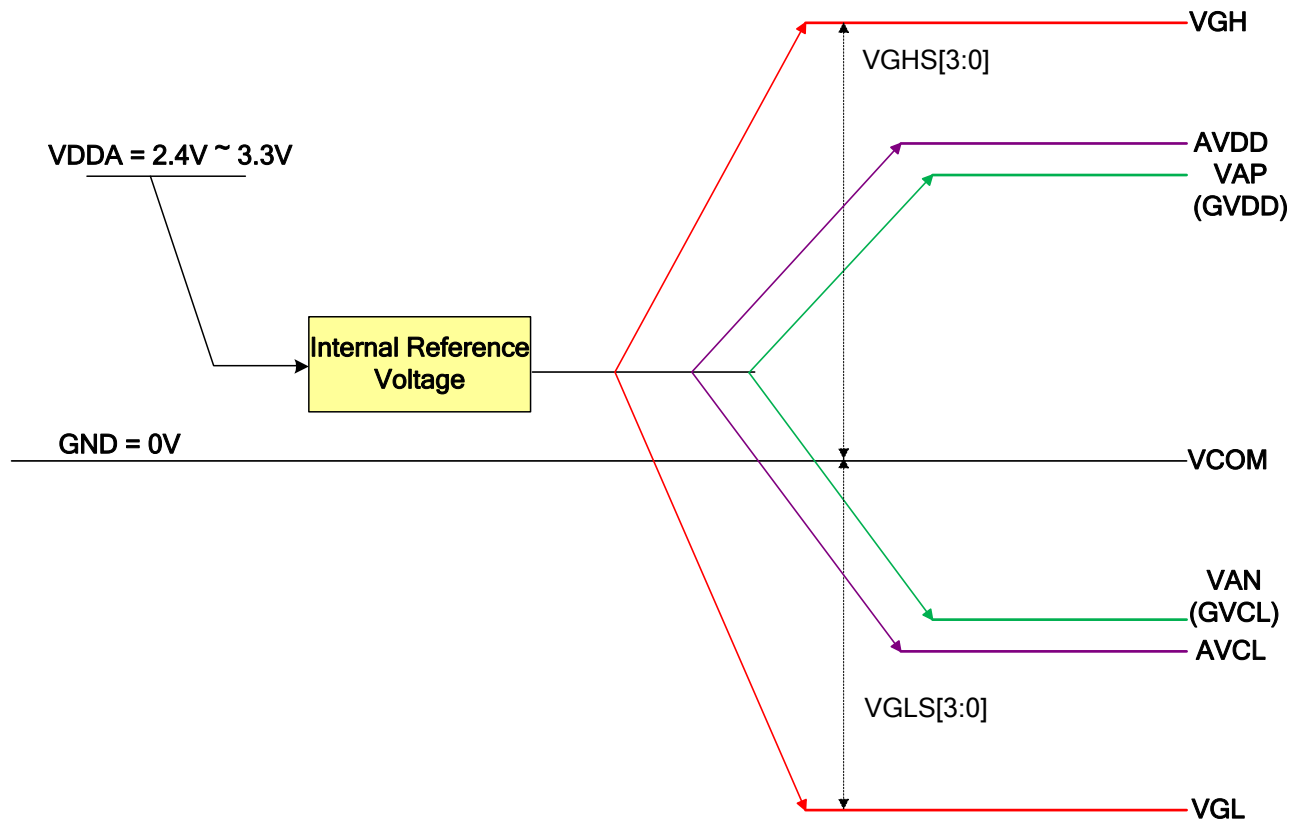 VGH
VGHS[3:0]
AVDD
VDDA = 2.4V ~ 3.3V
VAP
(GVDD)
Internal Reference
Voltage
GND = 0V
VCOM
VAN
(GVCL)
AVCL
VGLS[3:0]
VGL